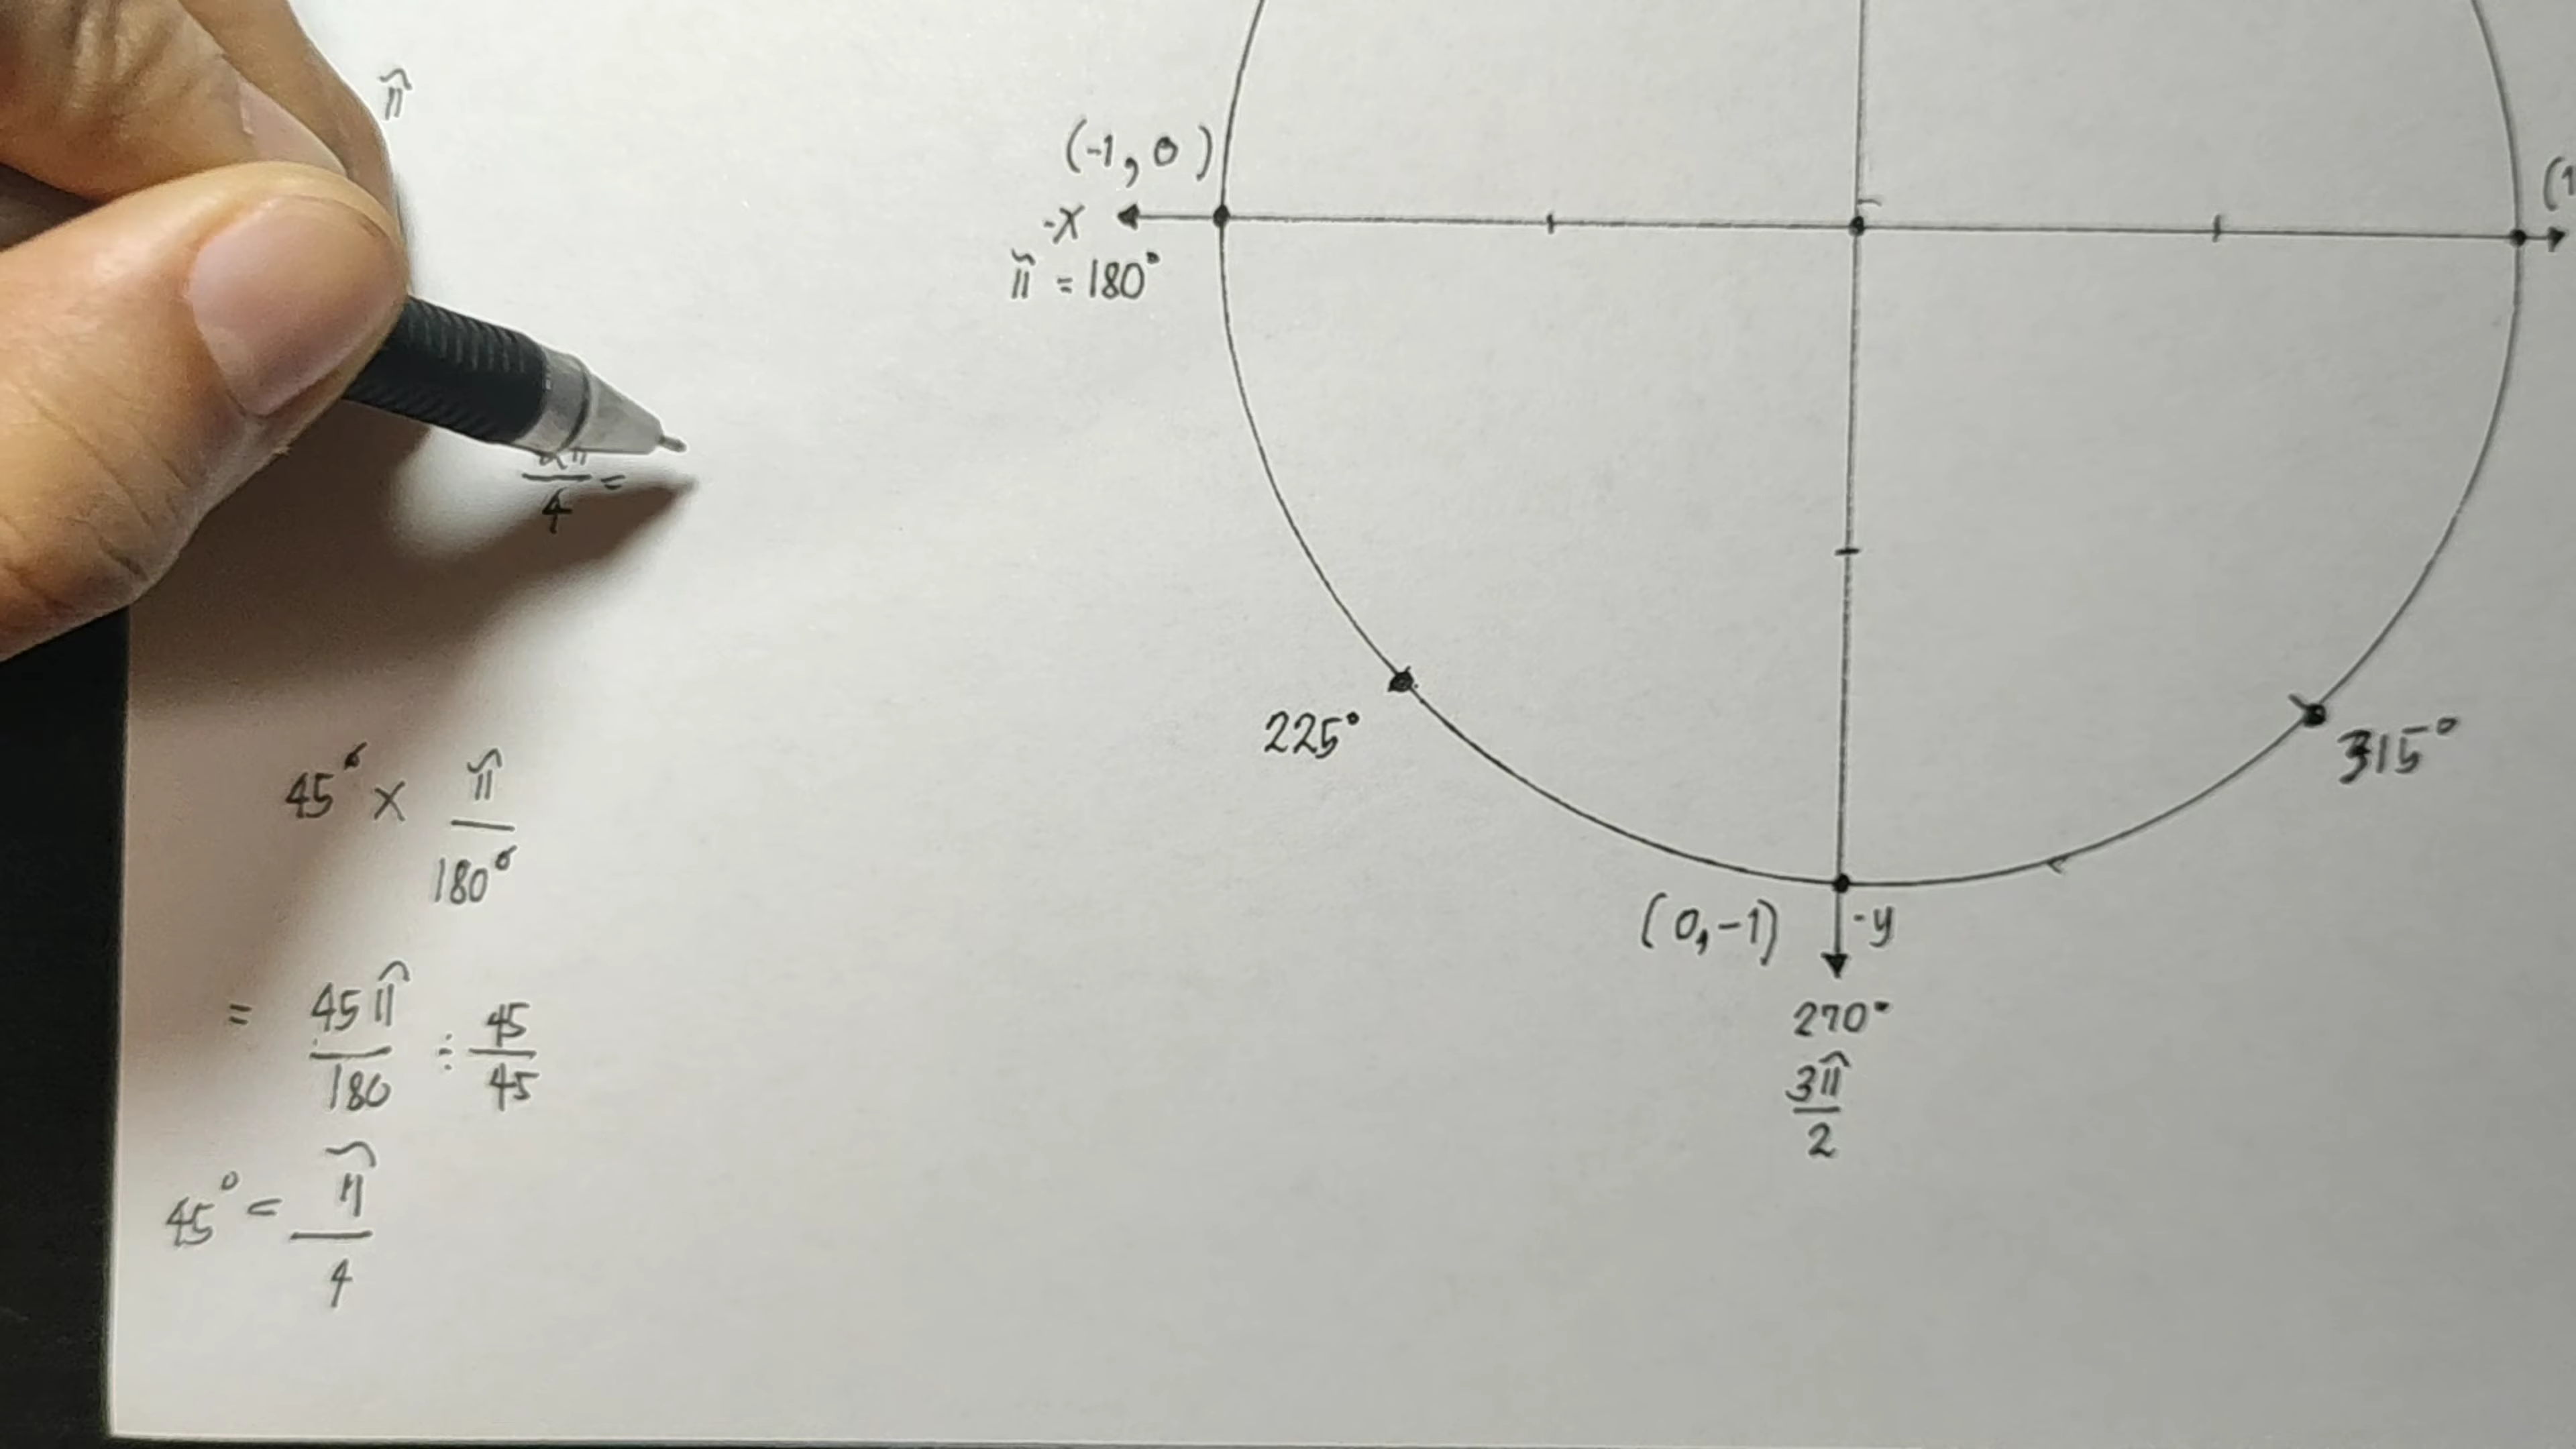 π
(-1, 0)
(1
-x
π = 180°
π
4 =
225°
315°
(0, -1)
-y
270°
3π
2
45° x π
180°
= 45π ÷ 45
180 45
45° = π
4